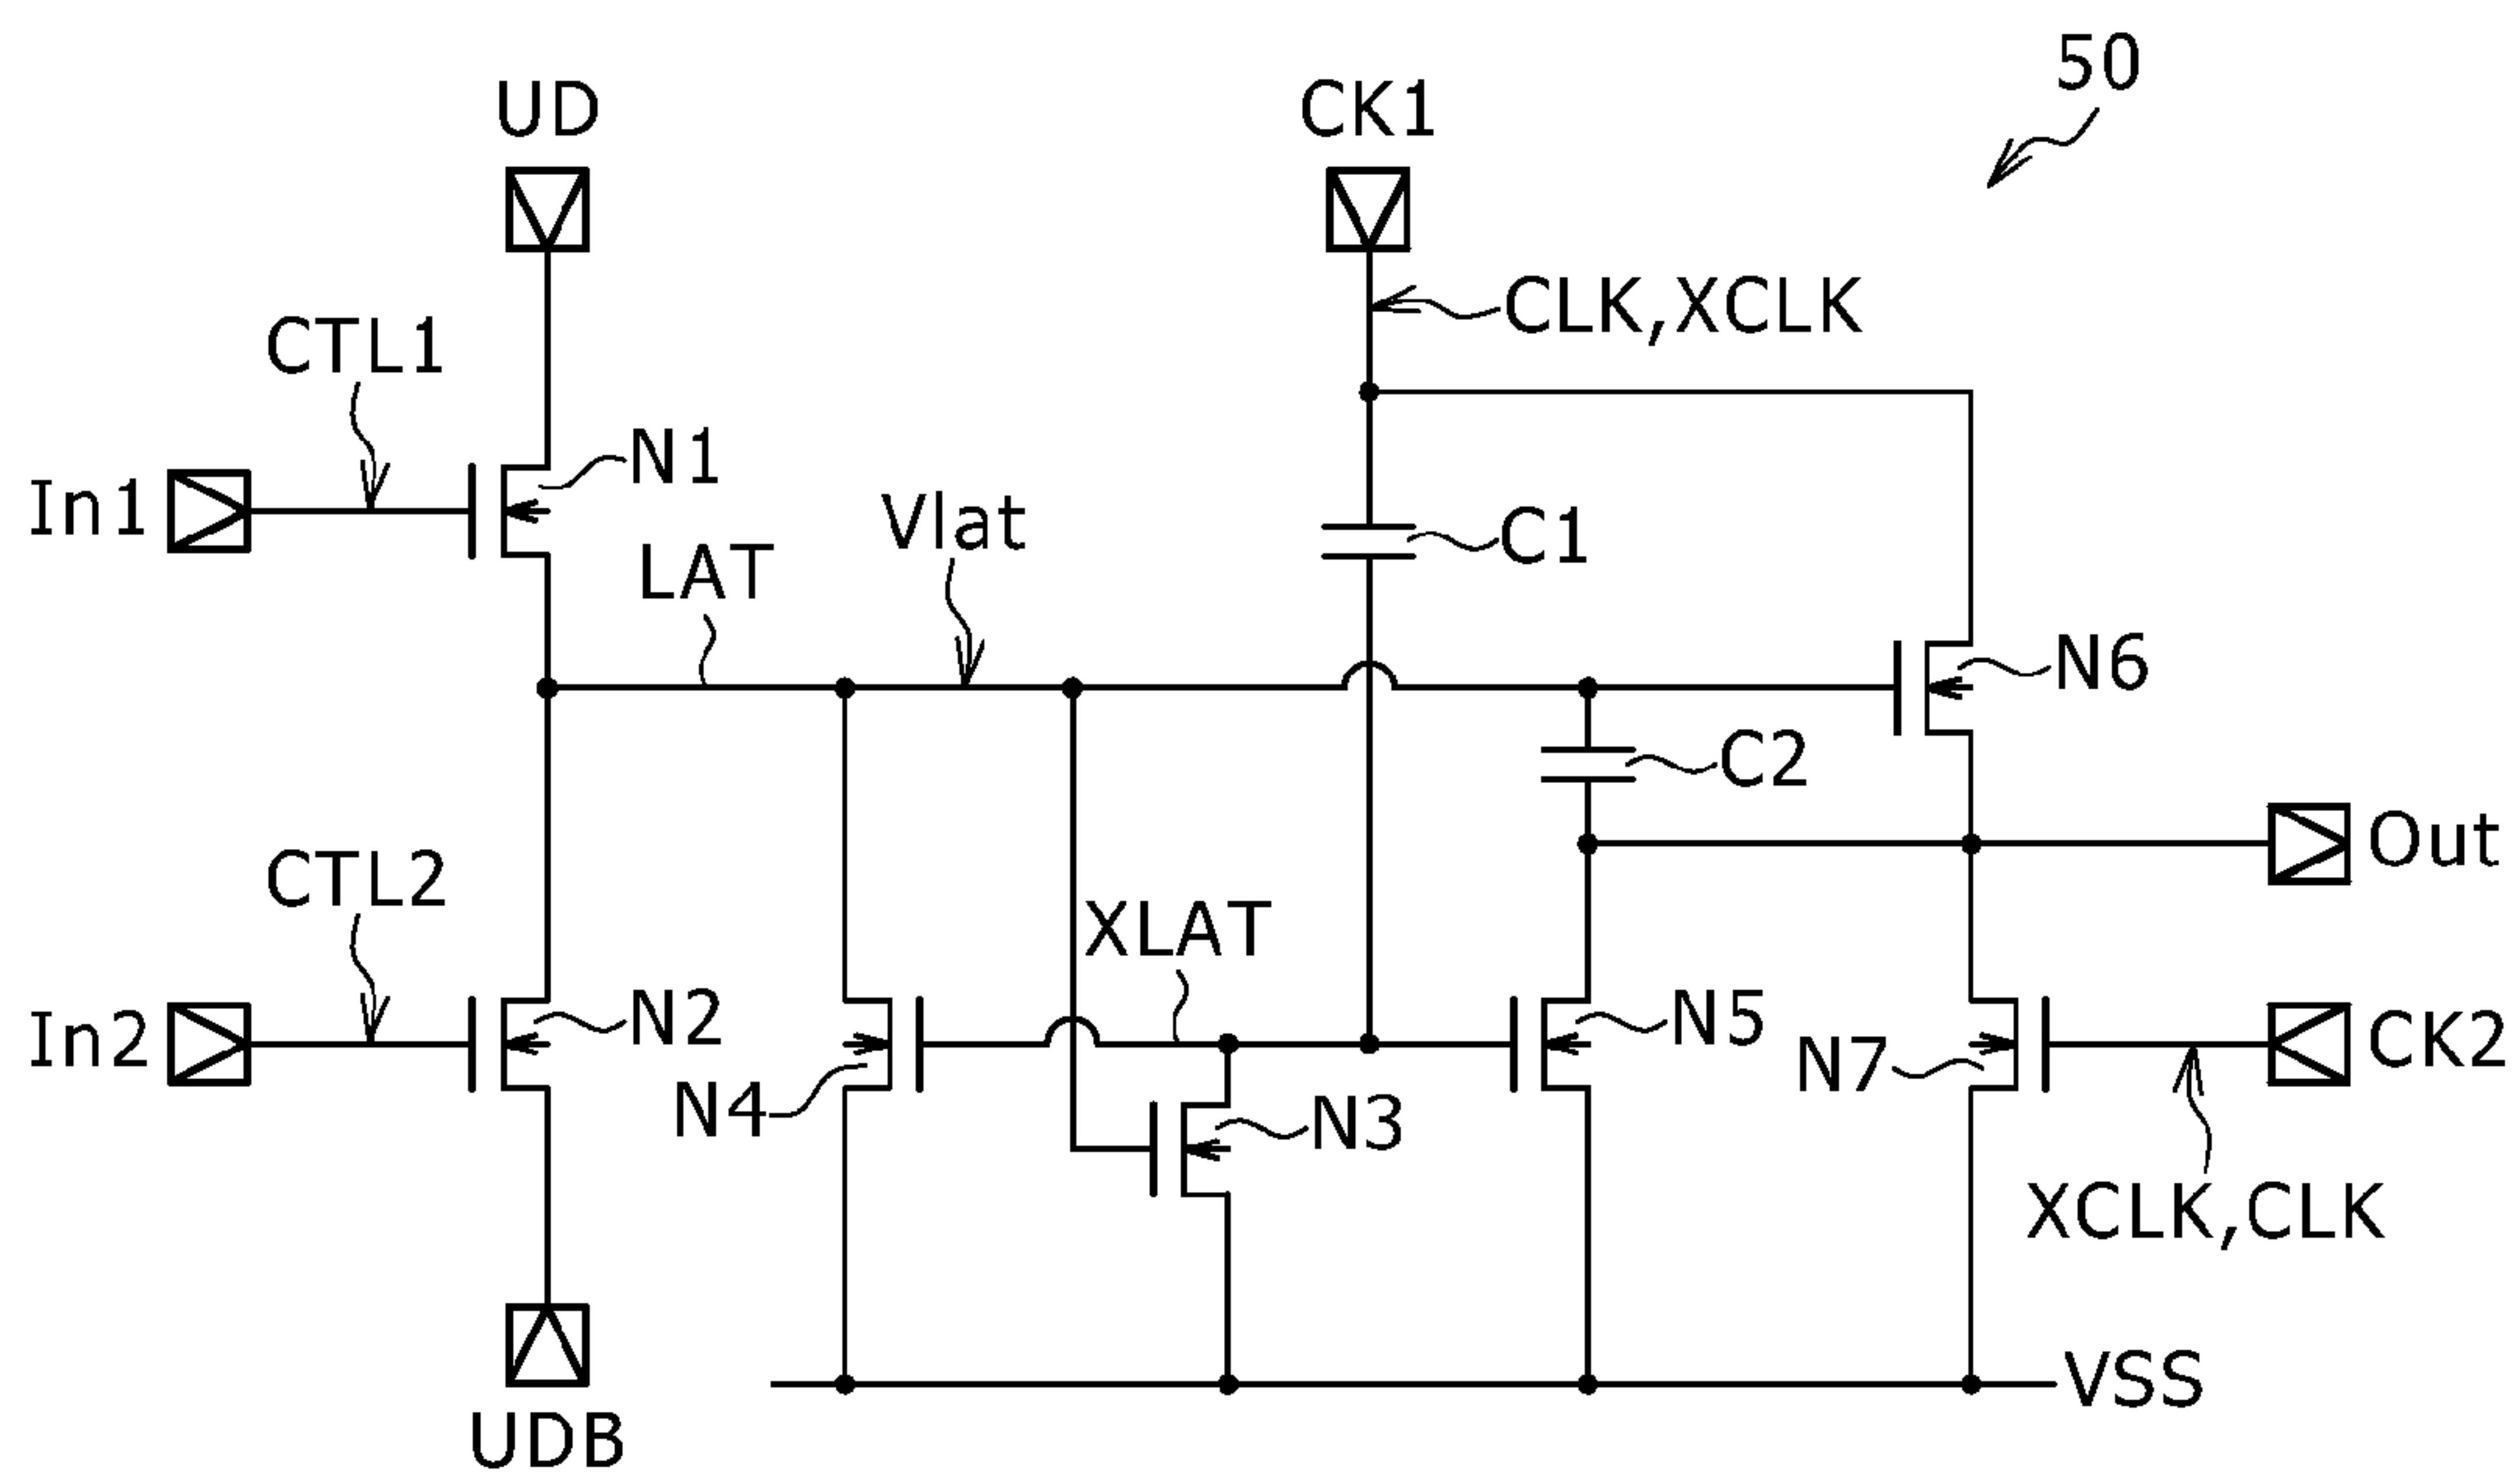 50
UD
CK1
CLK,XCLK
CTL1
N1
In1
Vlat
C1
LAT
N6
C2
Out
CTL2
XLAT
N2
N5
In2
CK2
N7
N4
N3
XCLK,CLK
VSS
UDB